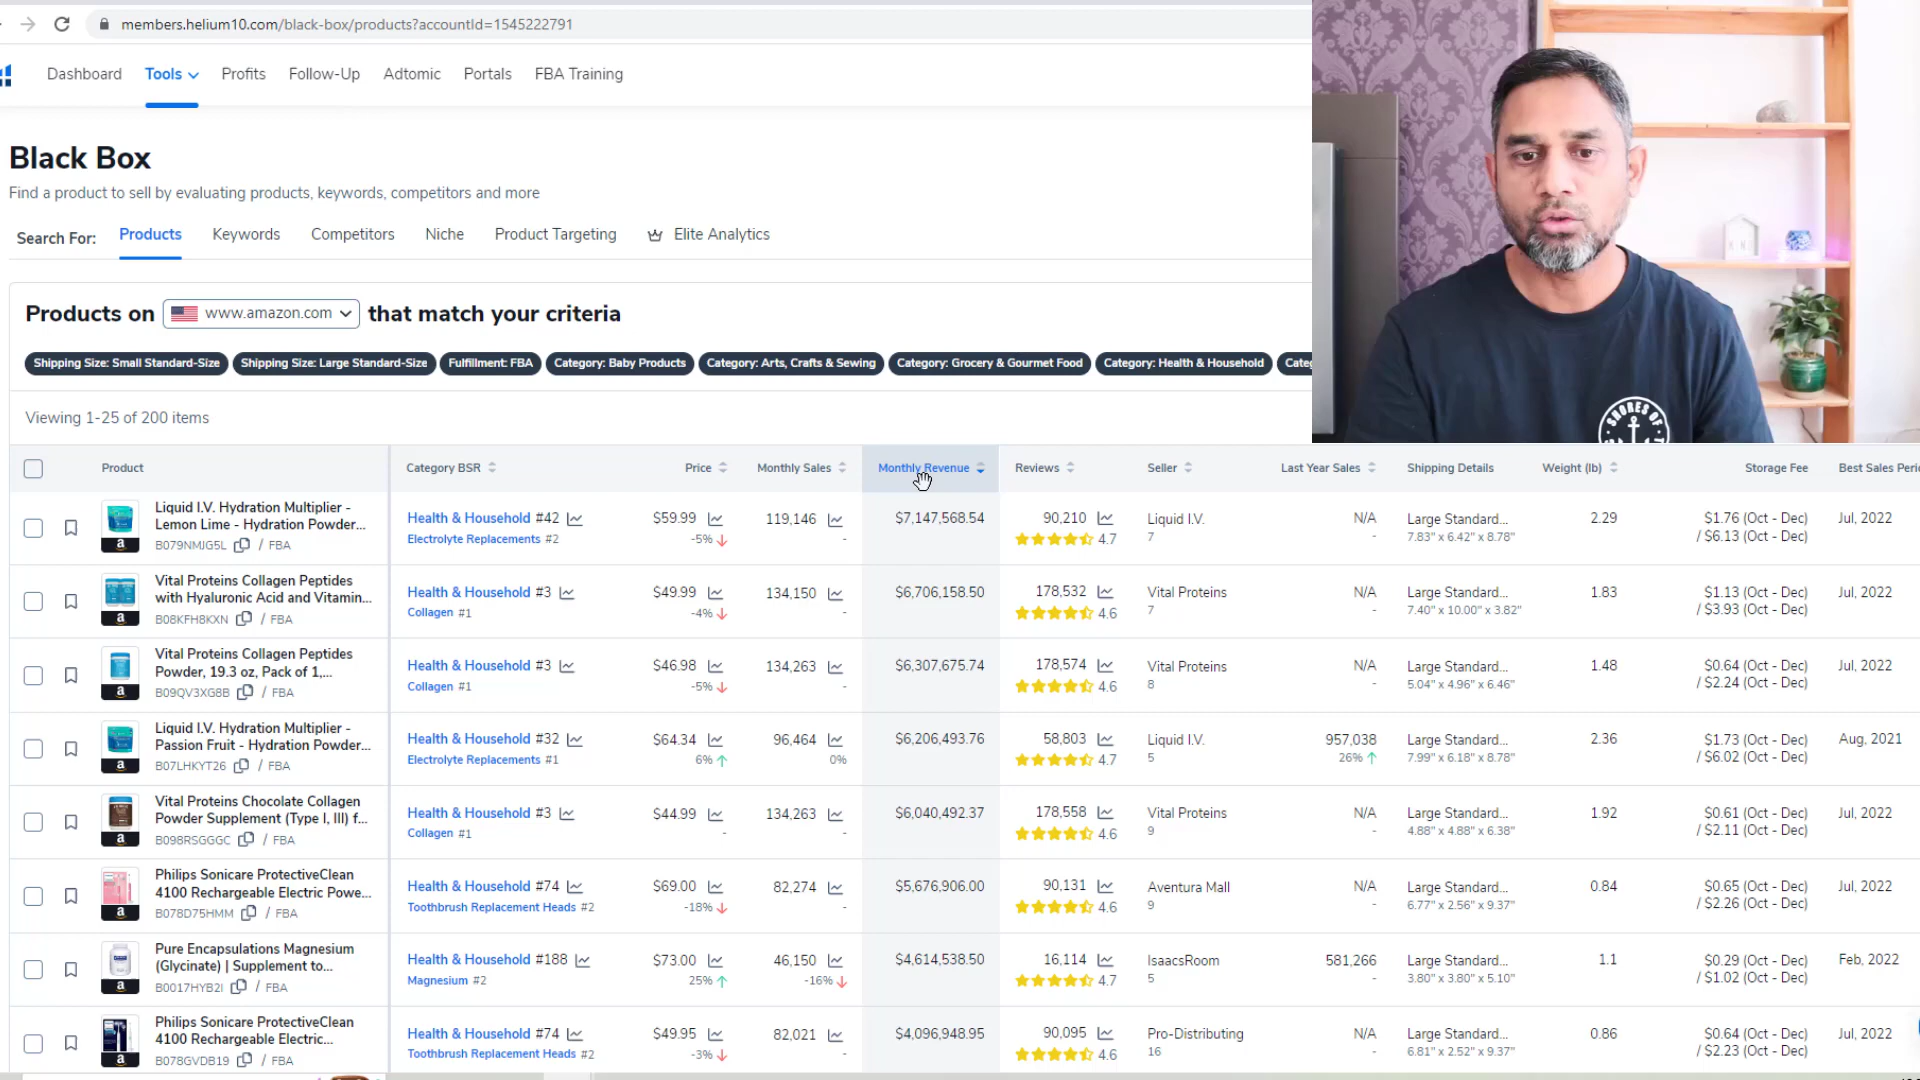 members.helium10.com/black-box/products?accountId=1545222791
Dashboard Tools Profits Follow-Up Adtomic Portals FBA Training
Black Box
Find a product to sell by evaluating products, keywords, competitors and more
Search For: Products Keywords Competitors Niche Product Targeting Elite Analytics
Products on www.amazon.com that match your criteria
Shipping Size: Small Standard-Size Shipping Size: Large Standard-Size Fulfillment: FBA Category: Baby Products Category: Arts, Crafts & Sewing Category: Grocery & Gourmet Food Category: Health & Household Categ
SHORES OF
Viewing 1-25 of 200 items
Product Category BSR Price Monthly Sales Monthly Revenue Reviews Seller Last Year Sales Shipping Details Weight (lb) Storage Fee Best Sales Perio
Liquid I.V. Hydration Multiplier -
Lemon Lime - Hydration Powder...
B079NMJG5L / FBA
Health & Household #42 $59.99 119,146 $7,147,568.54 90,210 Liquid I.V. N/A Large Standard... 2.29 $1.76 (Oct - Dec) Jul, 2022
Electrolyte Replacements #2 -5% - 4.7 7 - 7.83" x 6.42" x 8.78" / $6.13 (Oct - Dec)
Vital Proteins Collagen Peptides
with Hyaluronic Acid and Vitamin...
B08KFH8KXN / FBA
Health & Household #3 $49.99 134,150 $6,706,158.50 178,532 Vital Proteins N/A Large Standard... 1.83 $1.13 (Oct - Dec) Jul, 2022
Collagen #1 -4% - 4.6 7 - 7.40" x 10.00" x 3.82" / $3.93 (Oct - Dec)
Vital Proteins Collagen Peptides
Powder, 19.3 oz, Pack of 1,...
B09QV3XG8B / FBA
Health & Household #3 $46.98 134,263 $6,307,675.74 178,574 Vital Proteins N/A Large Standard... 1.48 $0.64 (Oct - Dec) Jul, 2022
Collagen #1 -5% - 4.6 8 - 5.04" x 4.96" x 6.46" / $2.24 (Oct - Dec)
Liquid I.V. Hydration Multiplier -
Passion Fruit - Hydration Powder...
B07LHKYT26 / FBA
Health & Household #32 $64.34 96,464 $6,206,493.76 58,803 Liquid I.V. 957,038 Large Standard... 2.36 $1.73 (Oct - Dec) Aug, 2021
Electrolyte Replacements #1 6% 0% 4.7 5 26% 7.99" x 6.18" x 8.78" / $6.02 (Oct - Dec)
Vital Proteins Chocolate Collagen
Powder Supplement (Type I, III) f...
B098RSGGGC / FBA
Health & Household #3 $44.99 134,263 $6,040,492.37 178,558 Vital Proteins N/A Large Standard... 1.92 $0.61 (Oct - Dec) Jul, 2022
Collagen #1 - - 4.6 9 - 4.88" x 4.88" x 6.38" / $2.11 (Oct - Dec)
Philips Sonicare ProtectiveClean
4100 Rechargeable Electric Powe...
B078D75HMM / FBA
Health & Household #74 $69.00 82,274 $5,676,906.00 90,131 Aventura Mall N/A Large Standard... 0.84 $0.65 (Oct - Dec) Jul, 2022
Toothbrush Replacement Heads #2 -18% - 4.6 9 - 6.77" x 2.56" x 9.37" / $2.26 (Oct - Dec)
Pure Encapsulations Magnesium
(Glycinate) | Supplement to...
B0017HYB2I / FBA
Health & Household #188 $73.00 46,150 $4,614,538.50 16,114 IsaacsRoom 581,266 Large Standard... 1.1 $0.29 (Oct - Dec) Feb, 2022
Magnesium #2 25% -16% 4.7 5 - 3.80" x 3.80" x 5.10" / $1.02 (Oct - Dec)
Philips Sonicare ProtectiveClean
4100 Rechargeable Electric...
B078GVDB19 / FBA
Health & Household #74 $49.95 82,021 $4,096,948.95 90,095 Pro-Distributing N/A Large Standard... 0.86 $0.64 (Oct - Dec) Jul, 2022
Toothbrush Replacement Heads #2 -3% - 4.6 16 - 6.81" x 2.52" x 9.37" / $2.23 (Oct - Dec)